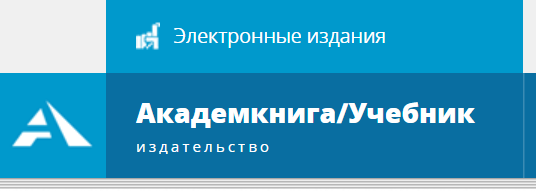 Электронные издания
Академкнига/Учебник
издательство